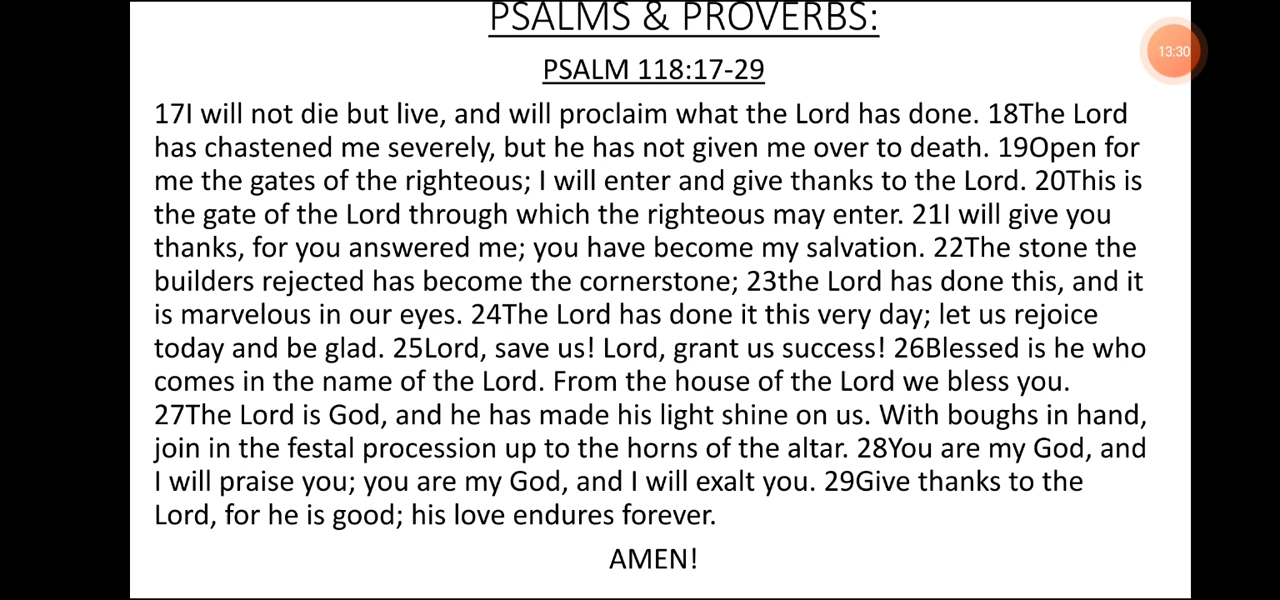 PSALMS & PROVERBS:
13:30
PSALM 118:17-29
17I will not die but live, and will proclaim what the Lord has done. 18The Lord
has chastened me severely, but he has not given me over to death. 19Open for
me the gates of the righteous; I will enter and give thanks to the Lord. 20This is
the gate of the Lord through which the righteous may enter. 21I will give you
thanks, for you answered me; you have become my salvation. 22The stone the
builders rejected has become the cornerstone; 23the Lord has done this, and it
is marvelous in our eyes. 24The Lord has done it this very day; let us rejoice
today and be glad. 25Lord, save us! Lord, grant us success! 26Blessed is he who
comes in the name of the Lord. From the house of the Lord we bless you.
27The Lord is God, and he has made his light shine on us. With boughs in hand,
join in the festal procession up to the horns of the altar. 28You are my God, and
I will praise you; you are my God, and I will exalt you. 29Give thanks to the
Lord, for he is good; his love endures forever.
AMEN!